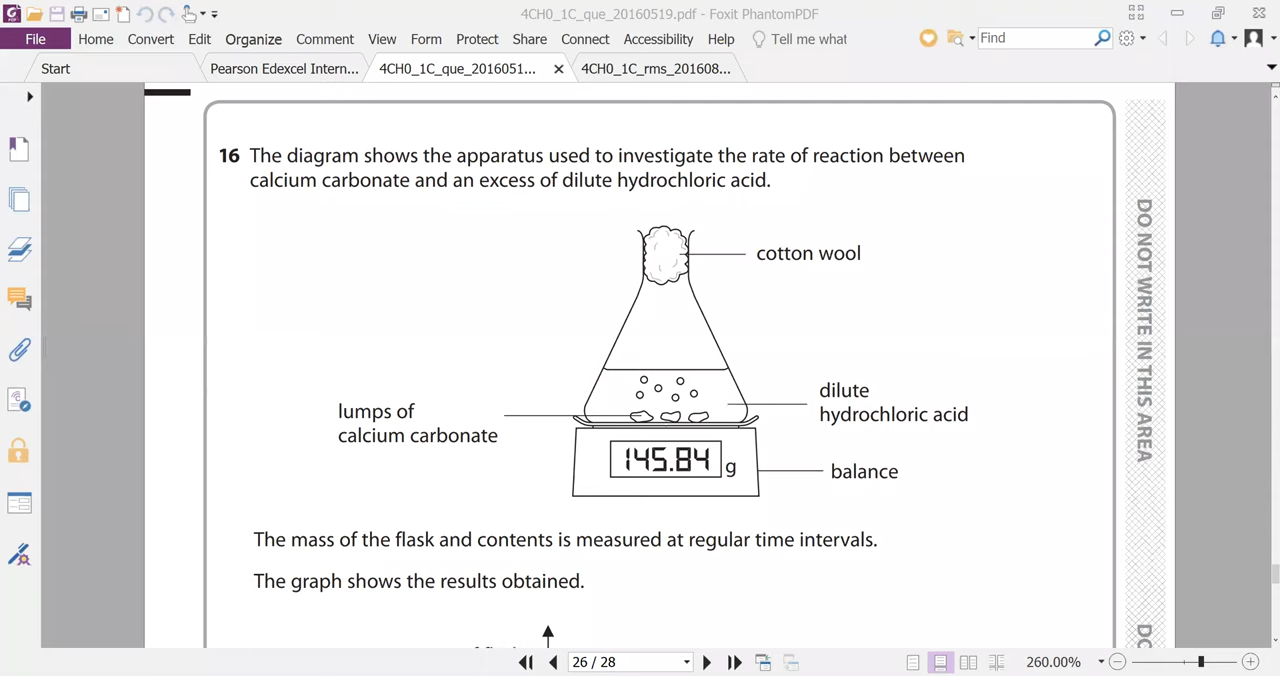 4CH0_1C_que_20160519.pdf - Foxit PhantomPDF
File Home Convert Edit Organize Comment View Form Protect Share Connect Accessibility Help Tell me what Find
Start Pearson Edexcel Intern... 4CH0_1C_que_2016051... 4CH0_1C_rms_201608...
16 The diagram shows the apparatus used to investigate the rate of reaction between
calcium carbonate and an excess of dilute hydrochloric acid.
cotton wool
dilute
hydrochloric acid
lumps of
calcium carbonate
145.84 g
balance
The mass of the flask and contents is measured at regular time intervals.
The graph shows the results obtained.
DO NOT WRITE IN THIS AREA
DO
26 / 28
260.00%